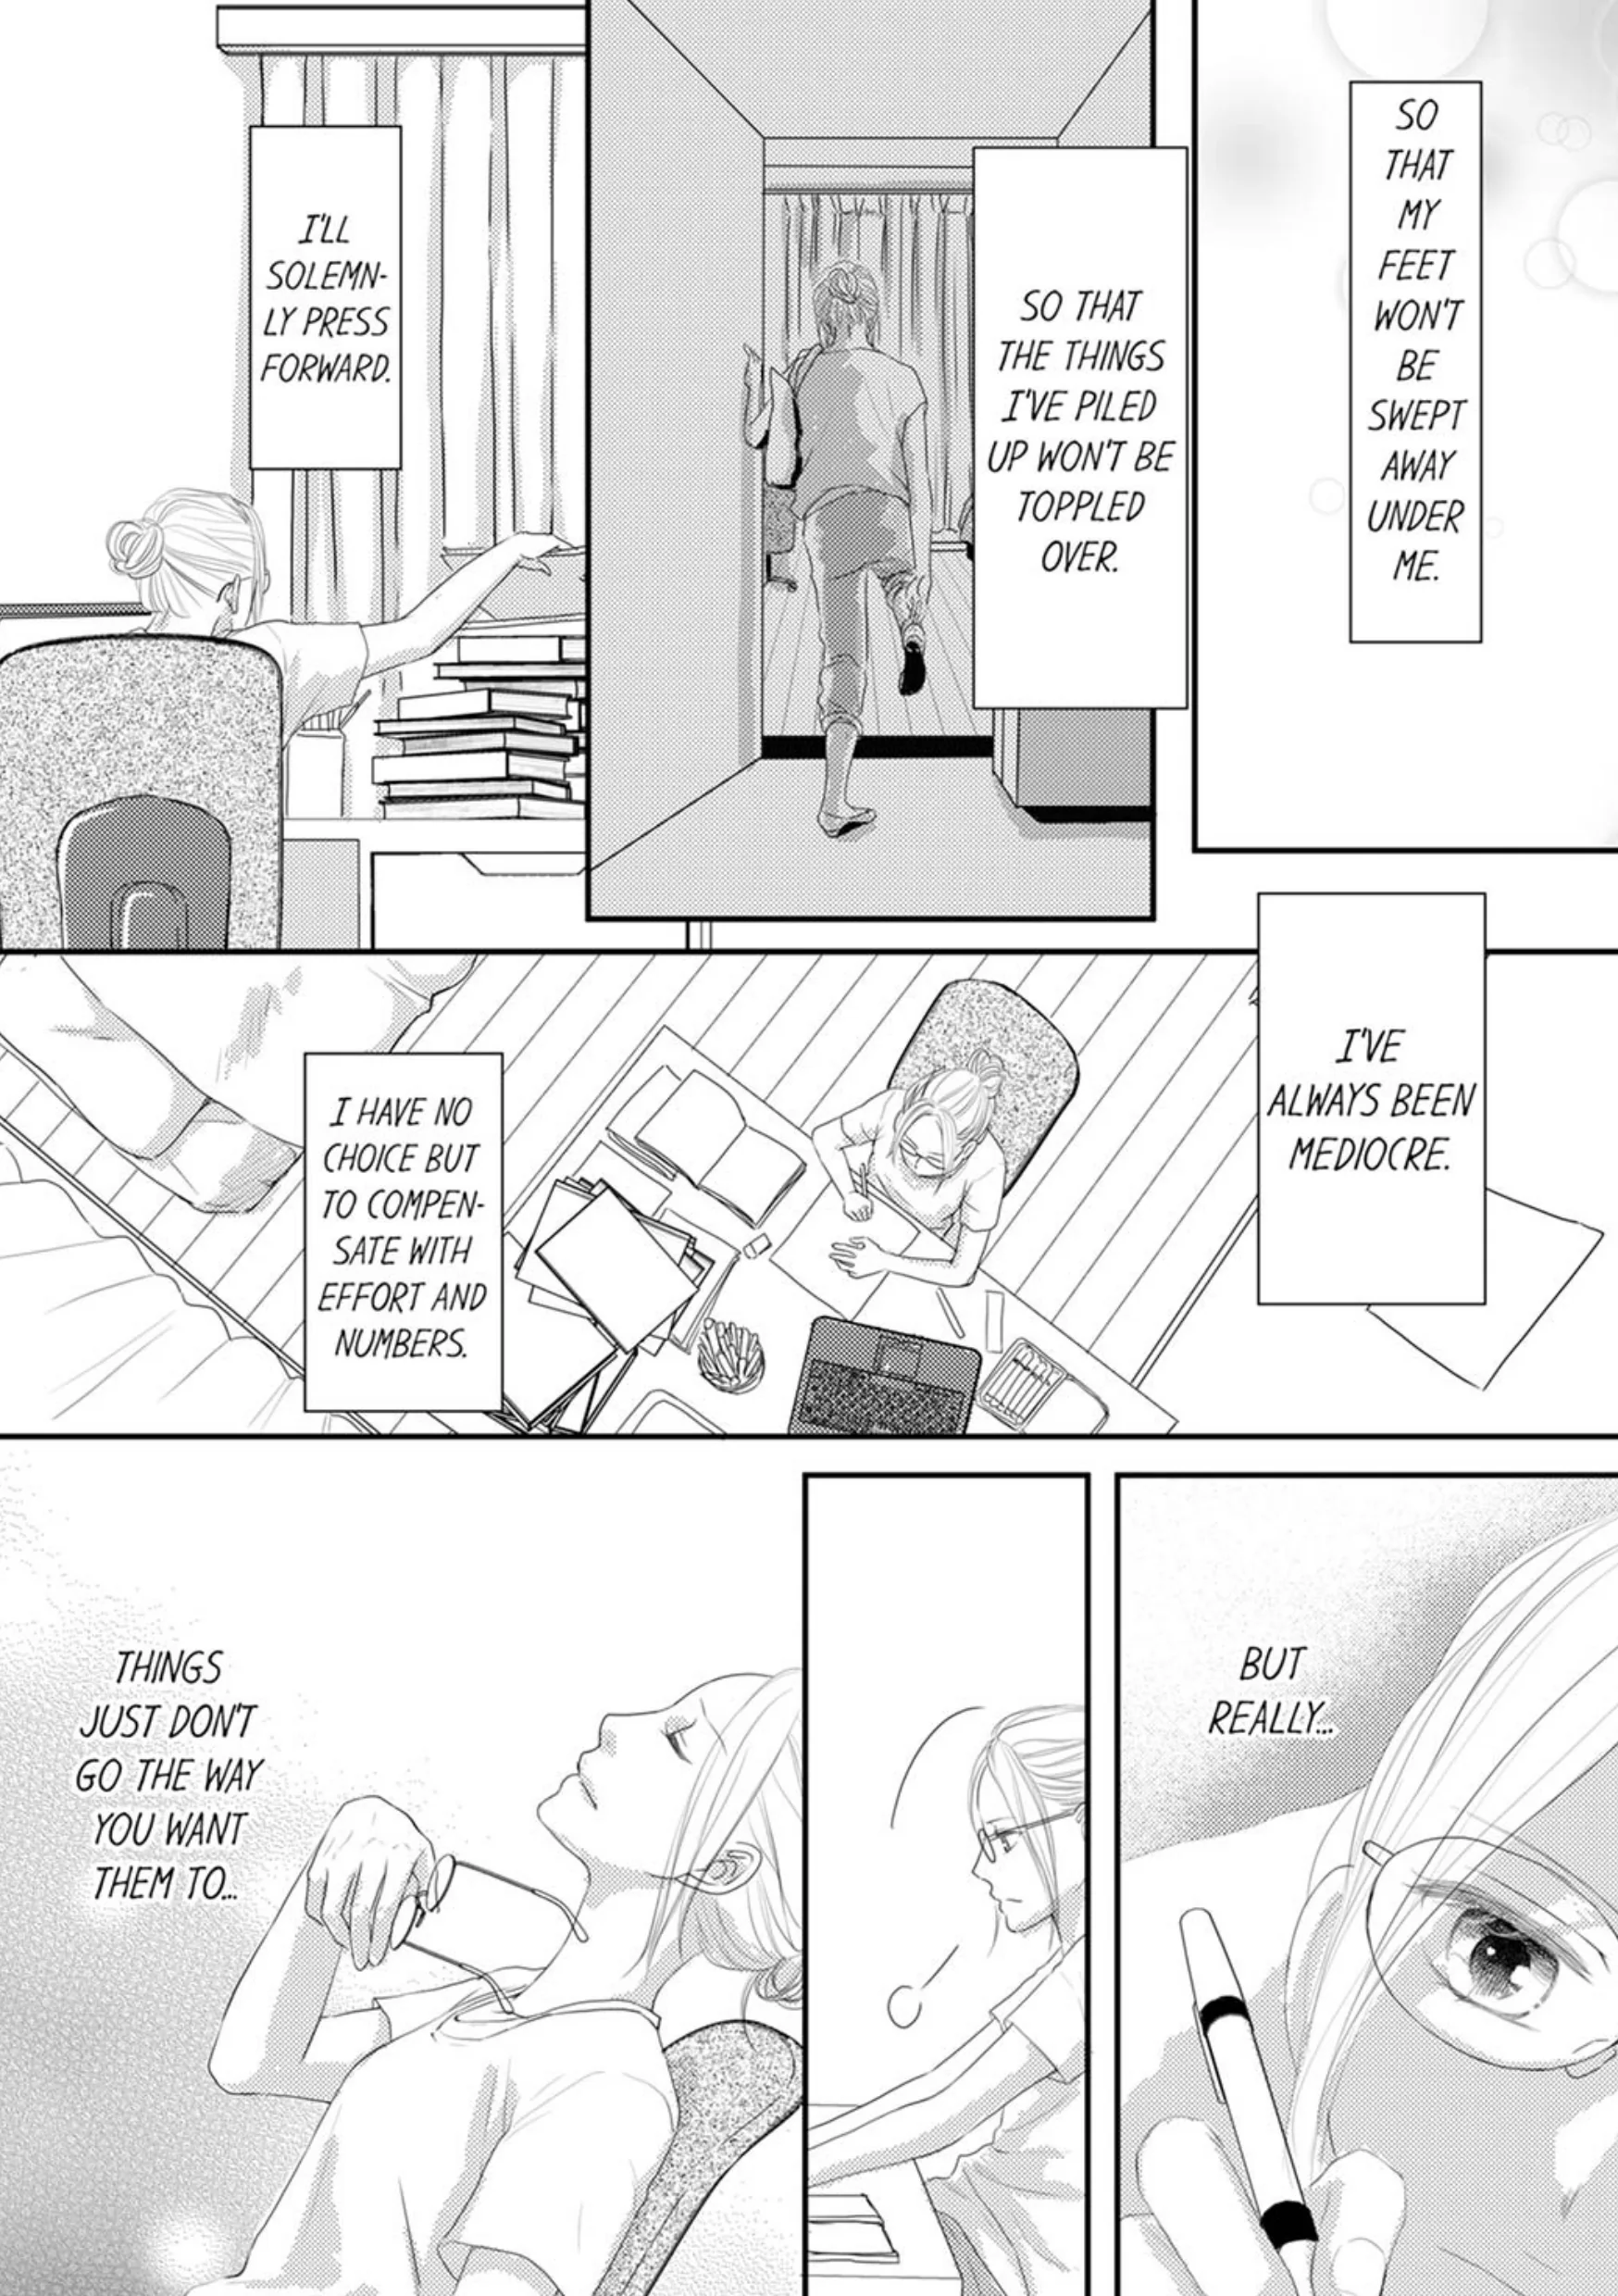 SO
THAT
MY
FEET
WON'T
BE
SWEPT
AWAY
UNDER
ME.
SO THAT
THE THINGS
I'VE PILED
UP WON'T BE
TOPPLED
OVER.
I'LL
SOLEMN-
LY PRESS
FORWARD.
I'VE
ALWAYS BEEN
MEDIOCRE.
I HAVE NO
CHOICE BUT
TO COMPEN-
SATE WITH
EFFORT AND
NUMBERS.
BUT
REALLY...
THINGS
JUST DON'T
GO THE WAY
YOU WANT
THEM TO...